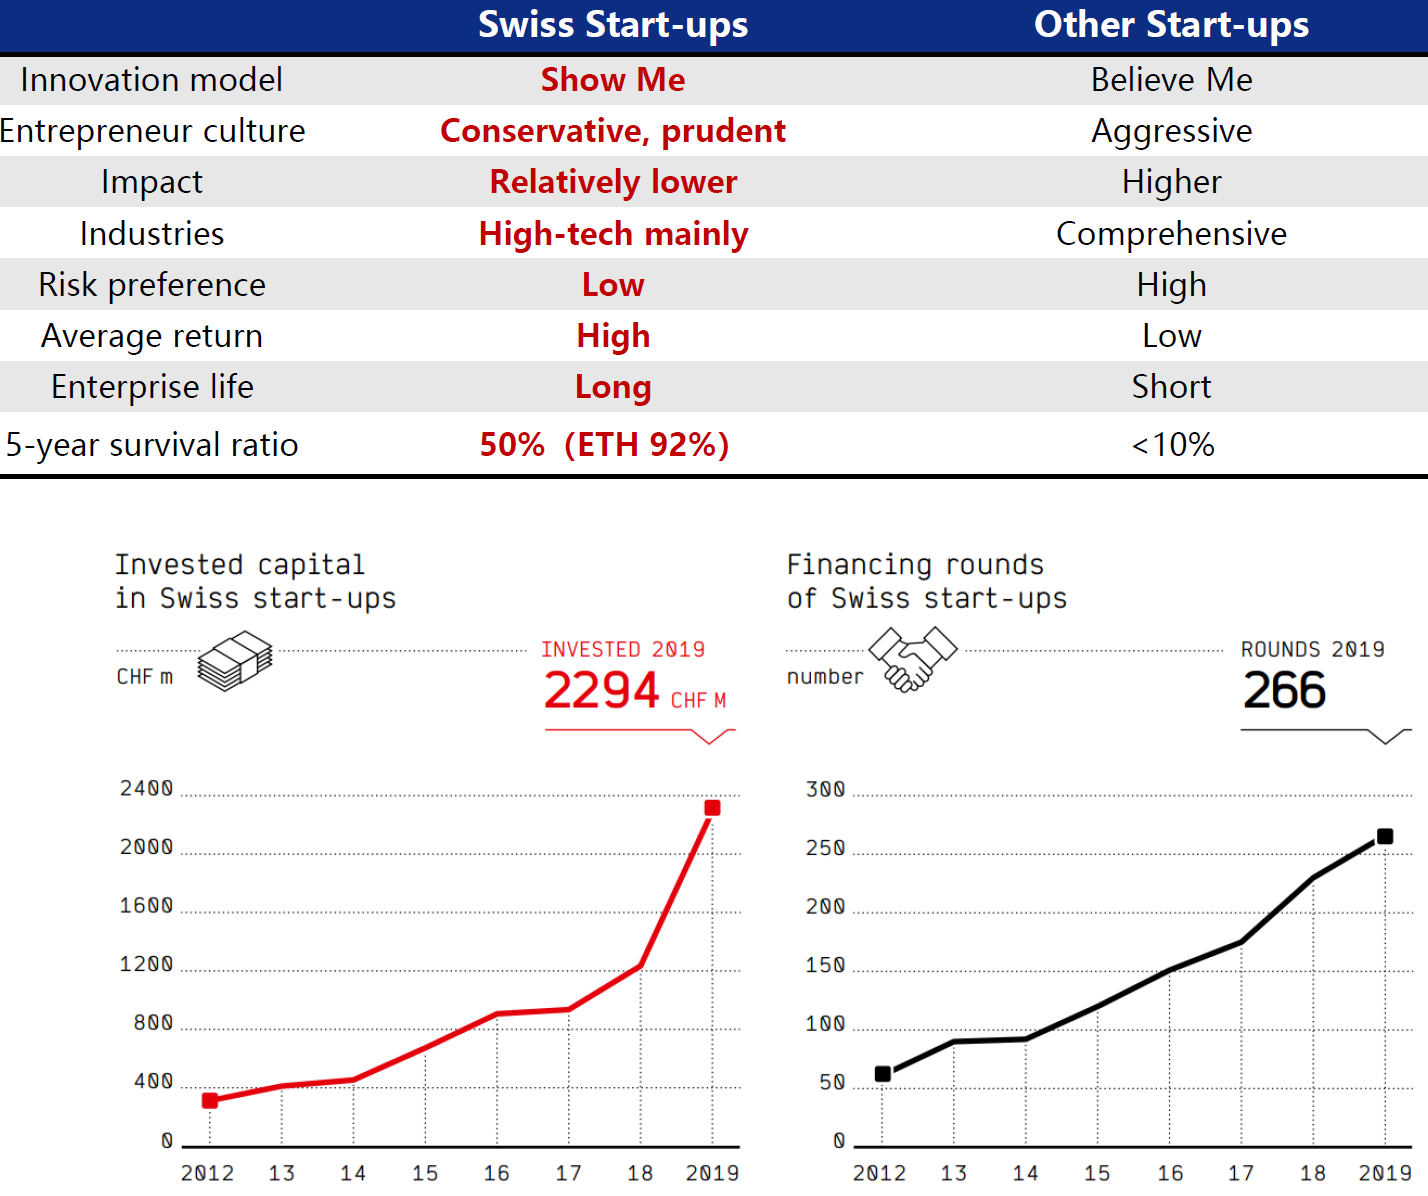 Swiss Start-ups Other Start-ups
Innovation model Show Me Believe Me
Entrepreneur culture Conservative, prudent Aggressive
Impact Relatively lower Higher
Industries High-tech mainly Comprehensive
Risk preference Low High
Average return High Low
Enterprise life Long Short
5-year survival ratio 50% (ETH 92%) <10%
Invested capital
in Swiss start-ups
CHF m
INVESTED 2019
2294 CHF M
2400
2000
1600
1200
800
400
0
2012 13 14 15 16 17 18 2019
Financing rounds
of Swiss start-ups
number
ROUNDS 2019
266
300
250
200
150
100
50
0
2012 13 14 15 16 17 18 2019